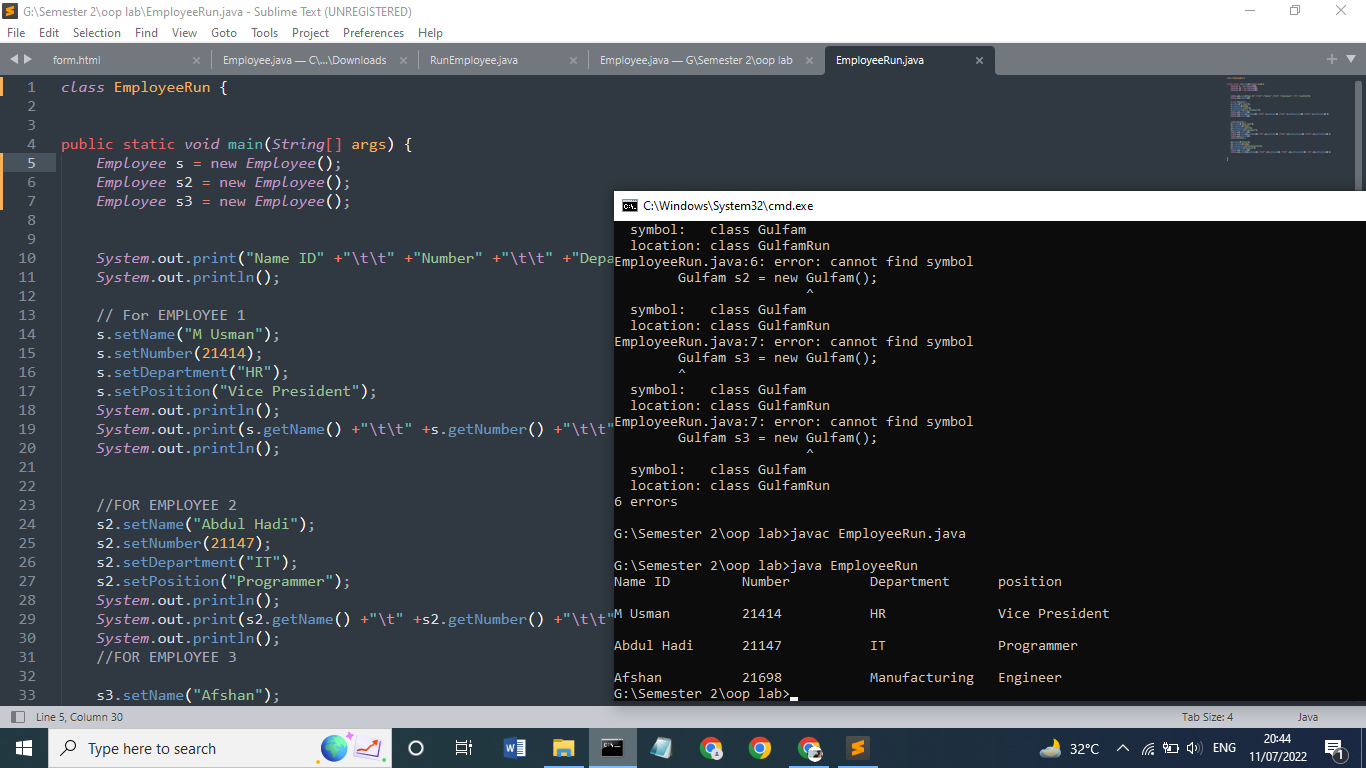 G:\Semester 2\oop lab\EmployeeRun.java - Sublime Text (UNREGISTERED)
File Edit Selection Find View Goto Tools Project Preferences Help
form.html × Employee.java — C\...\Downloads × RunEmployee.java × Employee.java — G\Semester 2\oop lab × EmployeeRun.java ×
1 class EmployeeRun {
2
3
4 public static void main(String[] args) {
5 Employee s = new Employee();
6 Employee s2 = new Employee();
7 Employee s3 = new Employee();
8
9
10 System.out.print("Name ID" +"\t\t" +"Number" +"\t\t" +"Depa
11 System.out.println();
12
13 // For EMPLOYEE 1
14 s.setName("M Usman");
15 s.setNumber(21414);
16 s.setDepartment("HR");
17 s.setPosition("Vice President");
18 System.out.println();
19 System.out.print(s.getName() +"\t\t" +s.getNumber() +"\t\t"
20 System.out.println();
21
22
23 //FOR EMPLOYEE 2
24 s2.setName("Abdul Hadi");
25 s2.setNumber(21147);
26 s2.setDepartment("IT");
27 s2.setPosition("Programmer");
28 System.out.println();
29 System.out.print(s2.getName() +"\t" +s2.getNumber() +"\t\t"
30 System.out.println();
31 //FOR EMPLOYEE 3
32
33 s3.setName("Afshan");
C:\Windows\System32\cmd.exe
symbol: class Gulfam
location: class GulfamRun
EmployeeRun.java:6: error: cannot find symbol
Gulfam s2 = new Gulfam();
^
symbol: class Gulfam
location: class GulfamRun
EmployeeRun.java:7: error: cannot find symbol
Gulfam s3 = new Gulfam();
^
symbol: class Gulfam
location: class GulfamRun
EmployeeRun.java:7: error: cannot find symbol
Gulfam s3 = new Gulfam();
^
symbol: class Gulfam
location: class GulfamRun
6 errors
G:\Semester 2\oop lab>javac EmployeeRun.java
G:\Semester 2\oop lab>java EmployeeRun
Name ID Number Department position
M Usman 21414 HR Vice President
Abdul Hadi 21147 IT Programmer
Afshan 21698 Manufacturing Engineer
G:\Semester 2\oop lab>
Line 5, Column 30 Tab Size: 4 Java
Type here to search 32°C ENG 20:44
11/07/2022 1